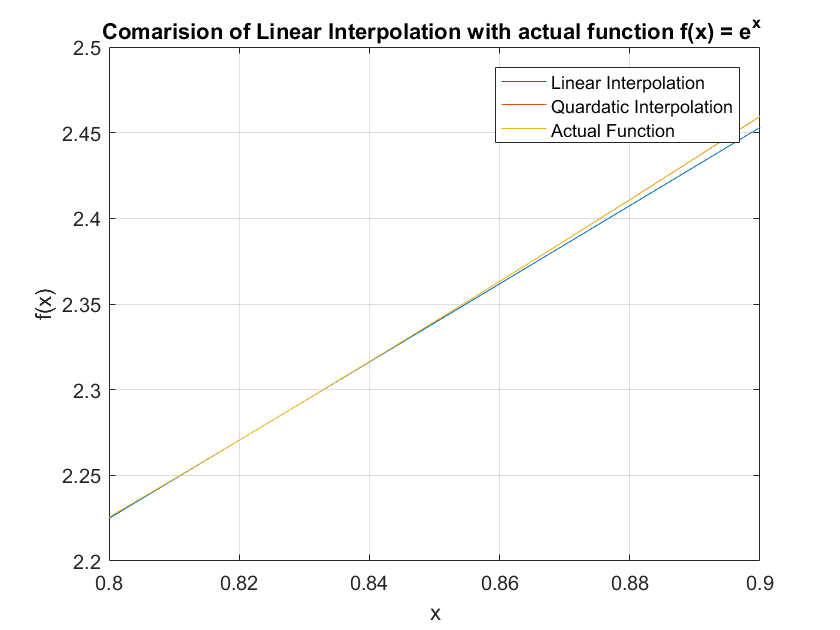 Comarision of Linear Interpolation with actual function f(x) = e^x
2.5
2.45
2.4
2.35
2.3
2.25
2.2
f(x)
Linear Interpolation
Quardatic Interpolation
Actual Function
0.8 0.82 0.84 0.86 0.88 0.9
x